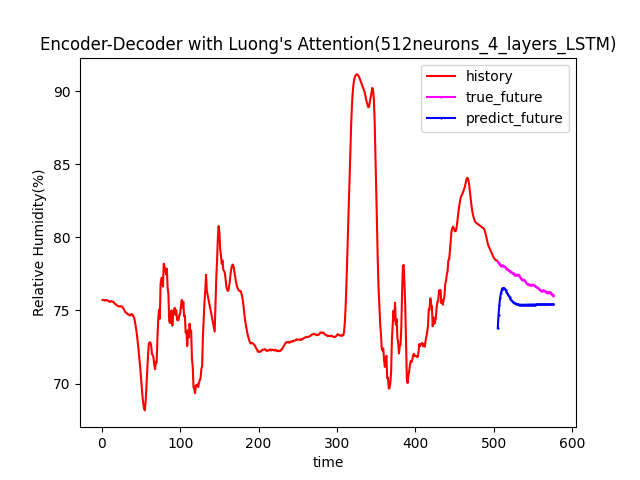 Encoder-Decoder with Luong's Attention(512neurons_4_layers_LSTM)
history
true_future
predict_future
Relative Humidity(%)
90
85
80
75
70
0 100 200 300 400 500 600
time